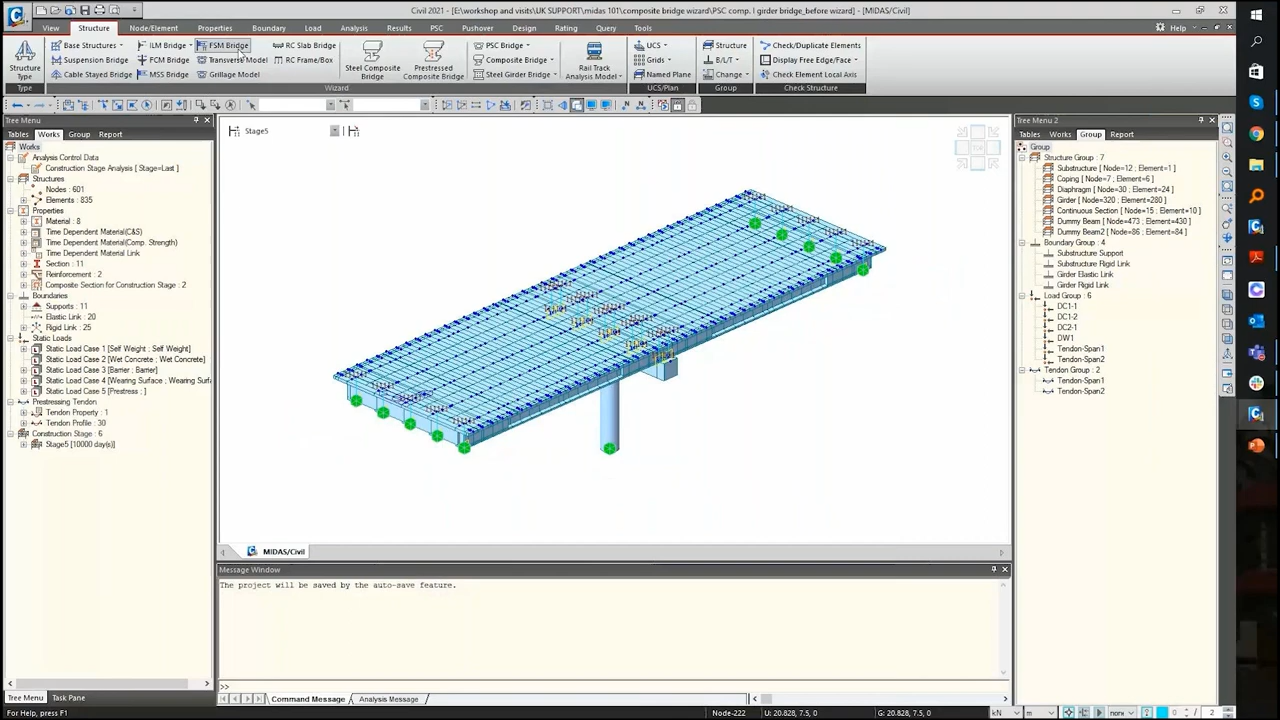 Civil 2021 - [E:\workshop and visits\UK SUPPORT\midas 101\composite bridge wizard\PSC comp. I girder bridge_before wizard] - [MIDAS/Civil]
View Structure Node/Element Properties Boundary Load Analysis Results PSC Pushover Design Rating Query Tools Help
Base Structures ILM Bridge FSM Bridge RC Slab Bridge PSC Bridge UCS Structure Check/Duplicate Elements
Suspension Bridge FCM Bridge Transverse Model RC Frame/Box Composite Bridge Grids B/L/T Display Free Edge/Face
Cable Stayed Bridge MSS Bridge Grillage Model Steel Girder Bridge Named Plane Change Check Element Local Axis
Structure Type
Steel Composite Bridge
Prestressed Composite Bridge
Rail Track Analysis Model
Type Wizard UCS/Plan Group Check Structure
Tree Menu
Tables Works Group Report
Works
Analysis Control Data
Construction Stage Analysis [ Stage=Last ]
Structures
Nodes : 601
Elements : 835
Properties
Material : 8
Time Dependent Material(C&S)
Time Dependent Material(Comp. Strength)
Time Dependent Material Link
Section : 11
Reinforcement : 2
Composite Section for Construction Stage : 2
Boundaries
Supports : 11
Elastic Link : 20
Rigid Link : 25
Static Loads
Static Load Case 1 [Self Weight ; Self Weight]
Static Load Case 2 [Wet Concrete ; Wet Concrete]
Static Load Case 3 [Barrier ; Barrier]
Static Load Case 4 [Wearing Surface ; Wearing Surf
Static Load Case 5 [Prestress ; ]
Prestressing Tendon
Tendon Property : 1
Tendon Profile : 30
Construction Stage : 6
Stage5 [10000 day(s)]
Tree Menu Task Pane
Stage5
TOP
MIDAS/Civil
Message Window
The project will be saved by the auto-save feature.
>>
Command Message Analysis Message
Tree Menu 2
Tables Works Group Report
Group
Structure Group : 7
Substructure [ Node=12 ; Element=1 ]
Coping [ Node=7 ; Element=6 ]
Diaphragm [ Node=30 ; Element=24 ]
Girder [ Node=320 ; Element=280 ]
Continuous Section [ Node=15 ; Element=10 ]
Dummy Beam [ Node=473 ; Element=430 ]
Dummy Beam2 [ Node=86 ; Element=84 ]
Boundary Group : 4
Substructure Support
Substructure Rigid Link
Girder Elastic Link
Girder Rigid Link
Load Group : 6
DC1-1
DC1-2
DC2-1
DW1
Tendon-Span1
Tendon-Span2
Tendon Group : 2
Tendon-Span1
Tendon-Span2
For Help, press F1
Node-222 U: 20.828, 7.5, 0 G: 20.828, 7.5, 0 kN m 0 / 2